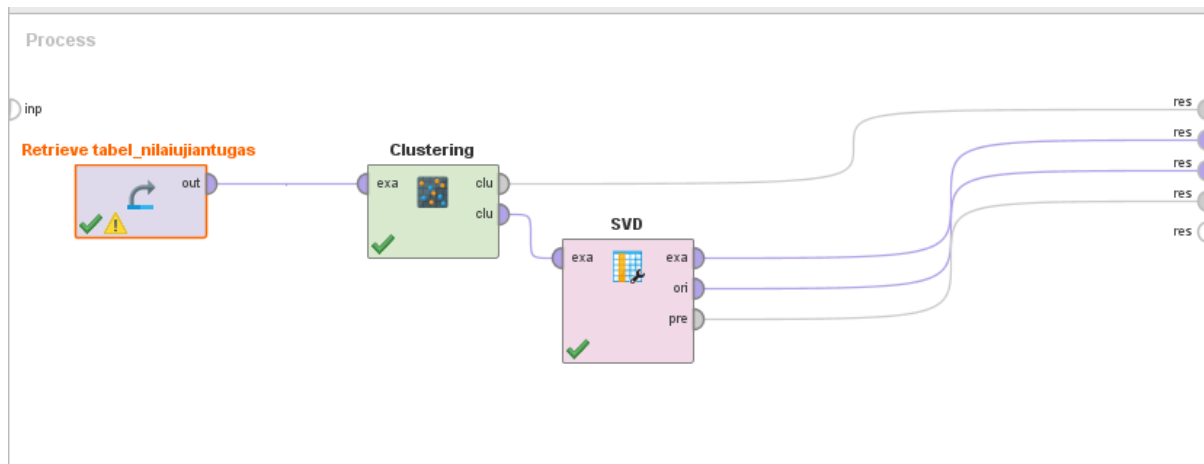 Process
inp
res
res
res
res
res
Retrieve tabel_nilaiujiantugas
out
Clustering
exa
clu
clu
SVD
exa
exa
ori
pre